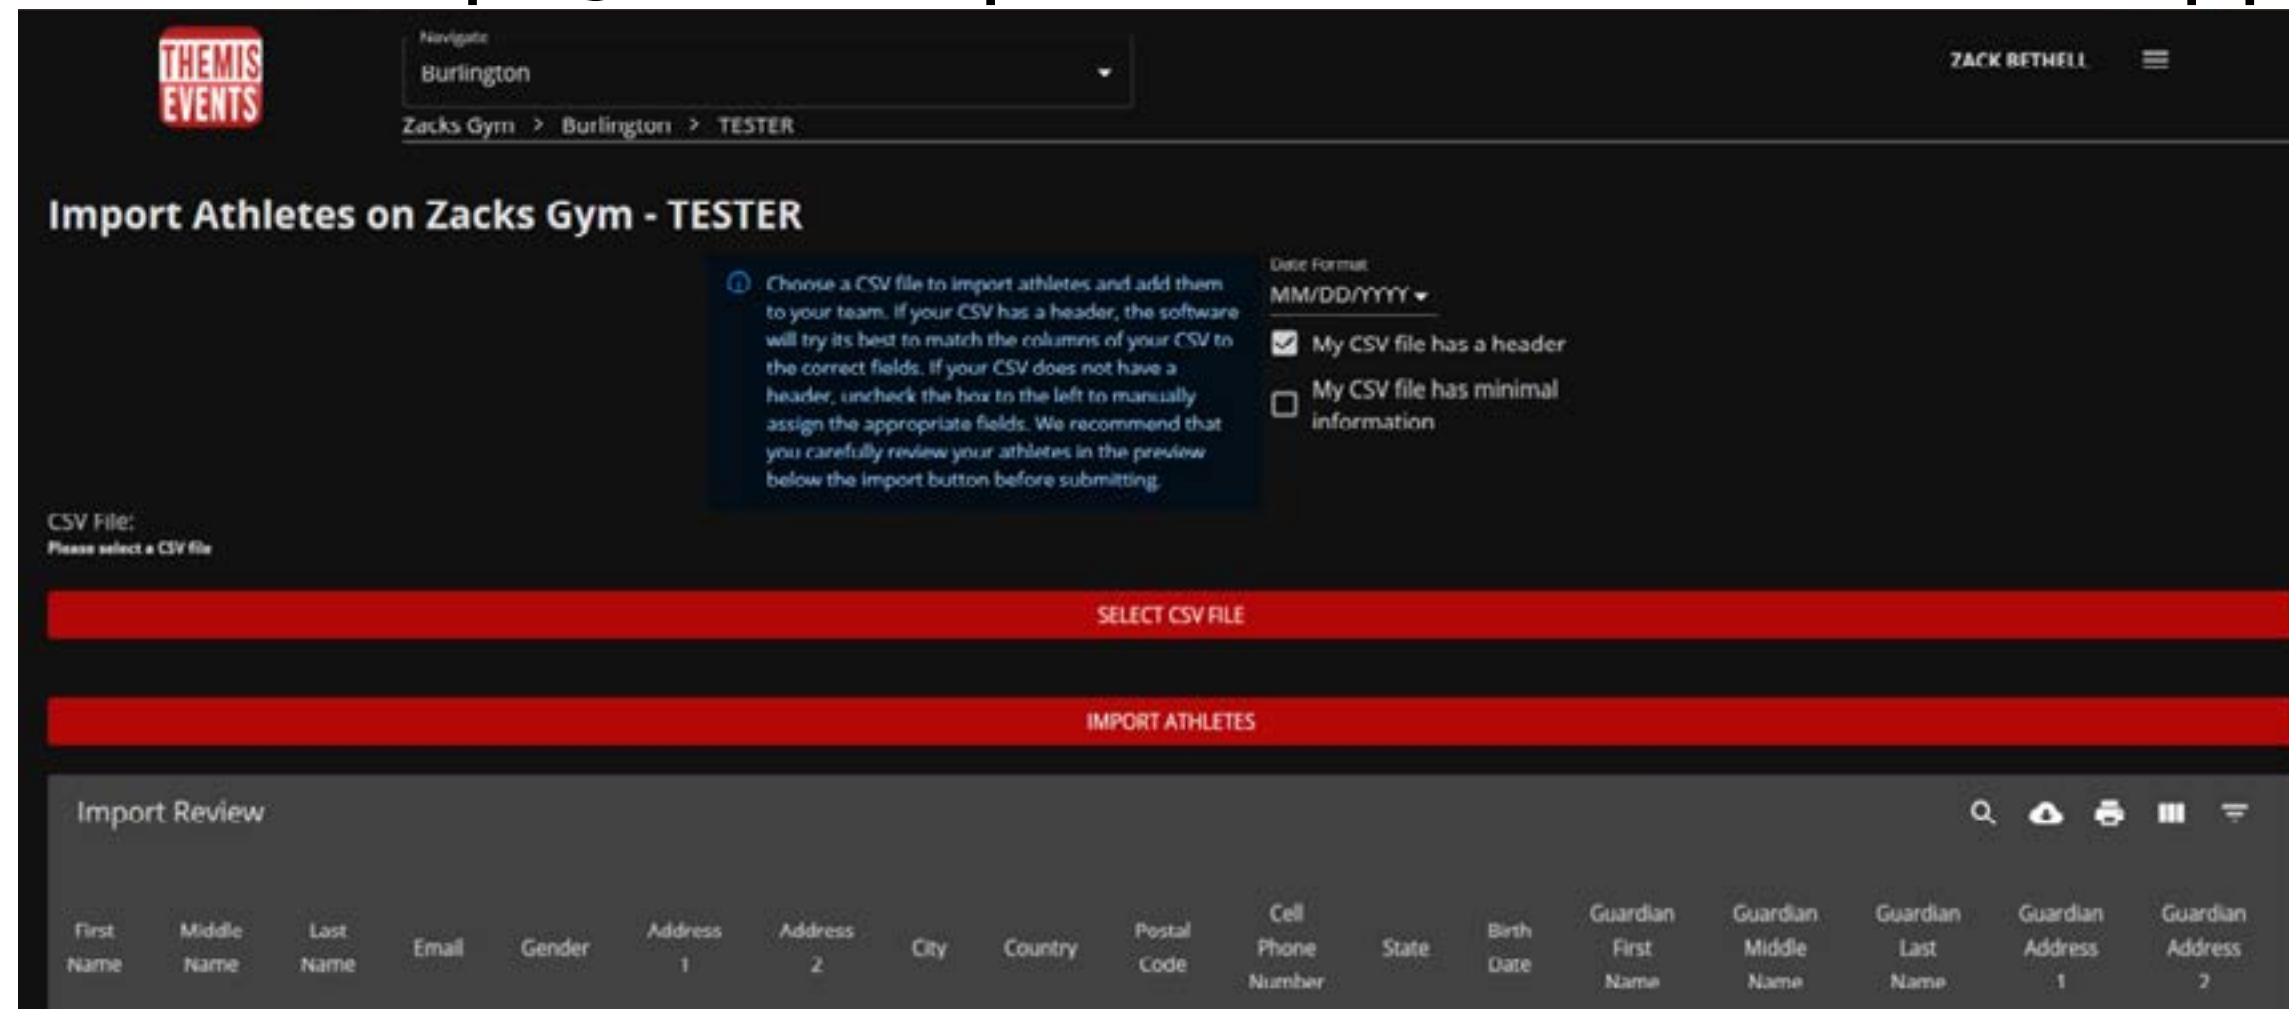 THEMIS
EVENTS
Navigate
Burlington
Zacks Gym > Burlington > TESTER
ZACK BETHELL
Import Athletes on Zacks Gym - TESTER
Choose a CSV file to import athletes and add them
to your team. If your CSV has a header, the software
will try its best to match the columns of your CSV to
the correct fields. If your CSV does not have a
header, uncheck the box to the left to manually
assign the appropriate fields. We recommend that
you carefully review your athletes in the preview
below the import button before submitting.
Date Format
MM/DD/YYYY
My CSV file has a header
My CSV file has minimal
information
CSV File:
Please select a CSV file
SELECT CSV FILE
IMPORT ATHLETES
Import Review
First
Name
Middle
Name
Last
Name
Email
Gender
Address
1
Address
2
City
Country
Postal
Code
Cell
Phone
Number
State
Birth
Date
Guardian
First
Name
Guardian
Middle
Name
Guardian
Last
Name
Guardian
Address
1
Guardian
Address
2